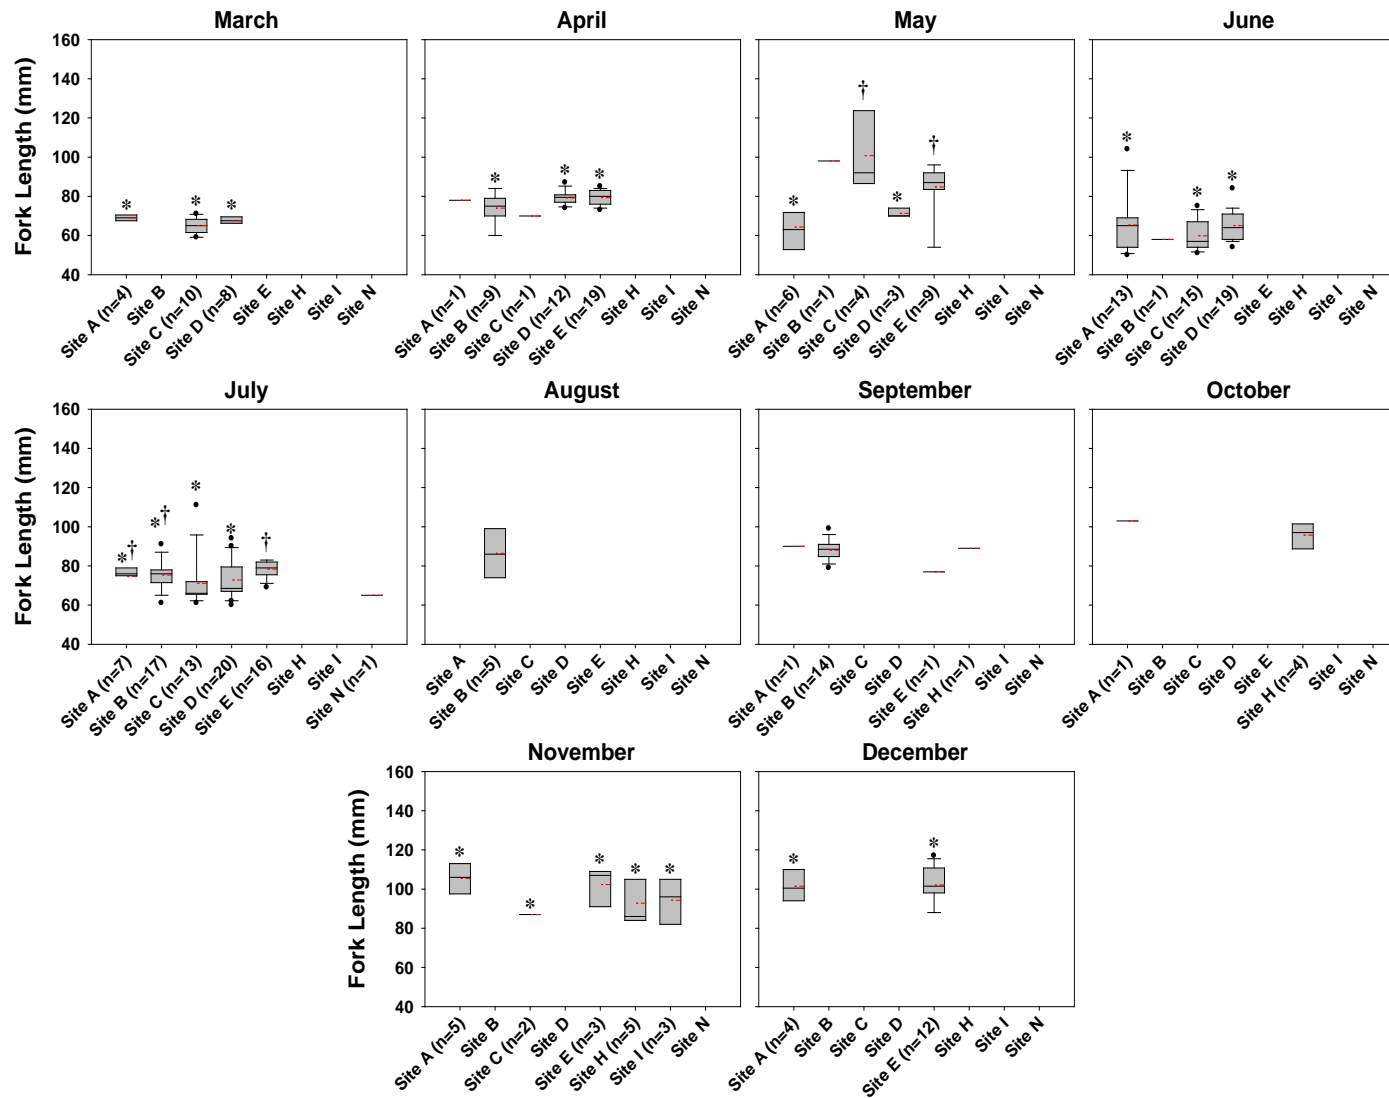 March
April
May
June
Fork Length (mm)
160
140
120
100
80
60
40
* * *
* * *
* † * †
* * *
Site A (n=4)
Site B
Site C (n=10)
Site D (n=8)
Site E
Site H
Site I
Site N
Site A (n=1)
Site B (n=9)
Site C (n=1)
Site D (n=12)
Site E (n=19)
Site H
Site I
Site N
Site A (n=6)
Site B (n=1)
Site C (n=4)
Site D (n=3)
Site E (n=9)
Site H
Site I
Site N
Site A (n=13)
Site B (n=1)
Site C (n=15)
Site D (n=19)
Site E
Site H
Site I
Site N
July
August
September
October
Fork Length (mm)
160
140
120
100
80
60
40
*† *† * * †
Site A (n=7)
Site B (n=17)
Site C (n=13)
Site D (n=20)
Site E (n=16)
Site H
Site I
Site N (n=1)
Site A
Site B (n=5)
Site C
Site D
Site E
Site H
Site I
Site N
Site A (n=1)
Site B (n=14)
Site C
Site D
Site E (n=1)
Site H (n=1)
Site I
Site N
Site A (n=1)
Site B
Site C
Site D
Site E
Site H (n=4)
Site I
Site N
November
December
Fork Length (mm)
160
140
120
100
80
60
40
* * * * *
* *
Site A (n=5)
Site B
Site C (n=2)
Site D
Site E (n=3)
Site H (n=5)
Site I (n=3)
Site N
Site A (n=4)
Site B
Site C
Site D
Site E (n=12)
Site H
Site I
Site N